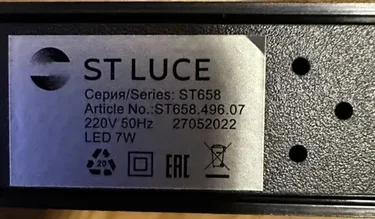 ST LUCE
Серия/Series: ST658
Article No.:ST658.496.07
220V 50Hz 27052022
LED 7W
20
EAC